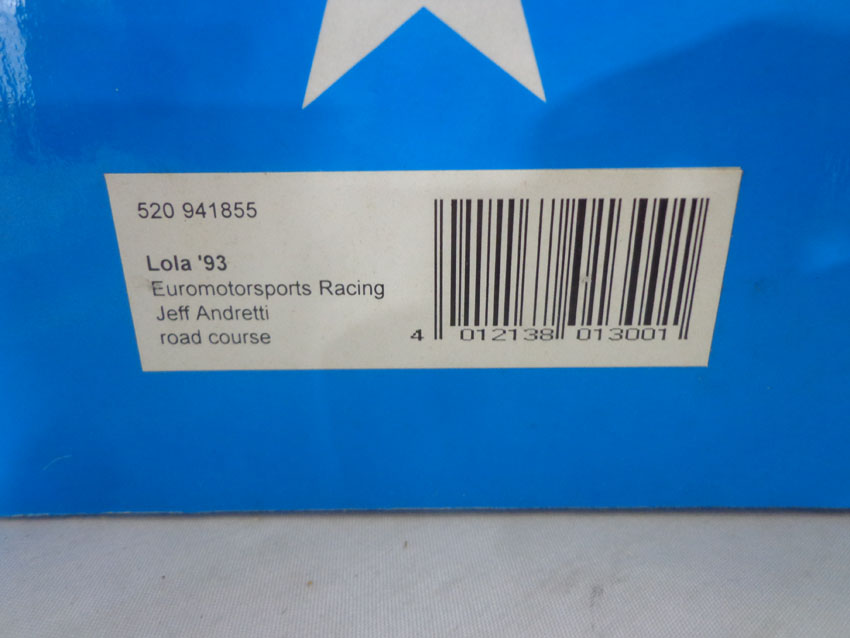 520 941855
Lola '93
Euromotorsports Racing
Jeff Andretti
road course
4 012138 013001